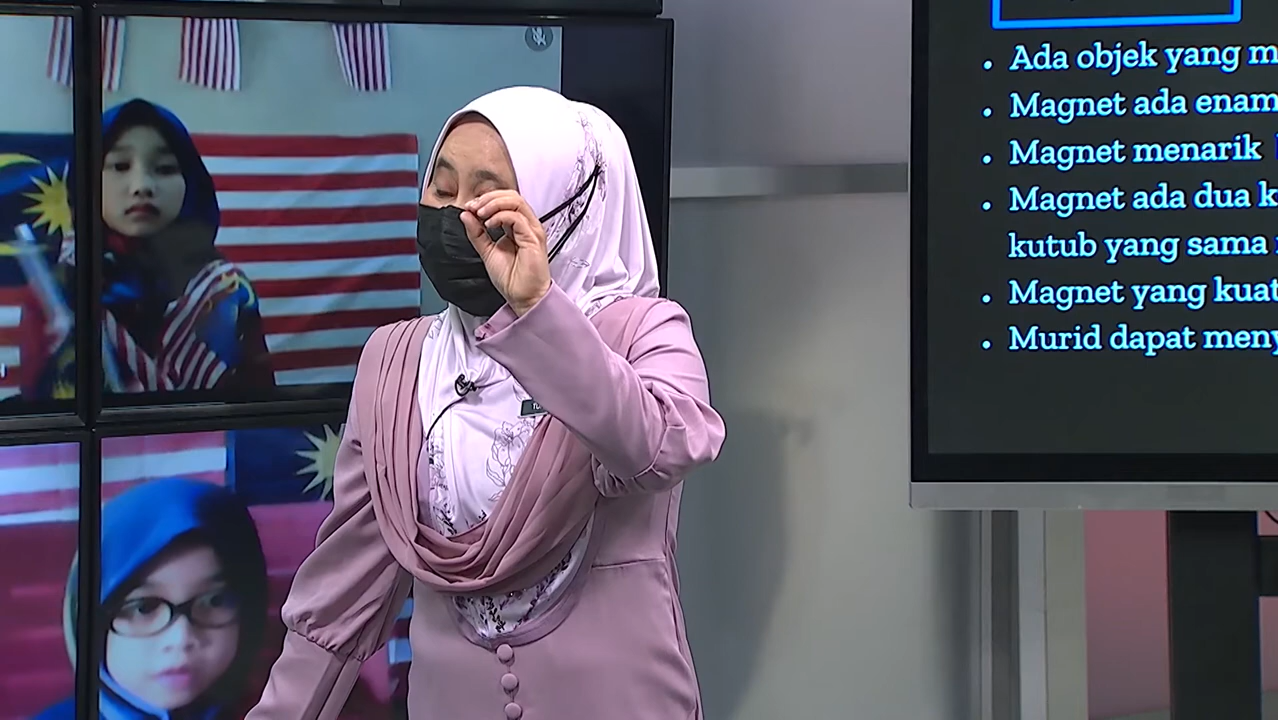 Ada objek yang
Magnet ada enam
Magnet menarik
Magnet ada dua
kutub yang sama
Magnet yang kuat
Murid dapat